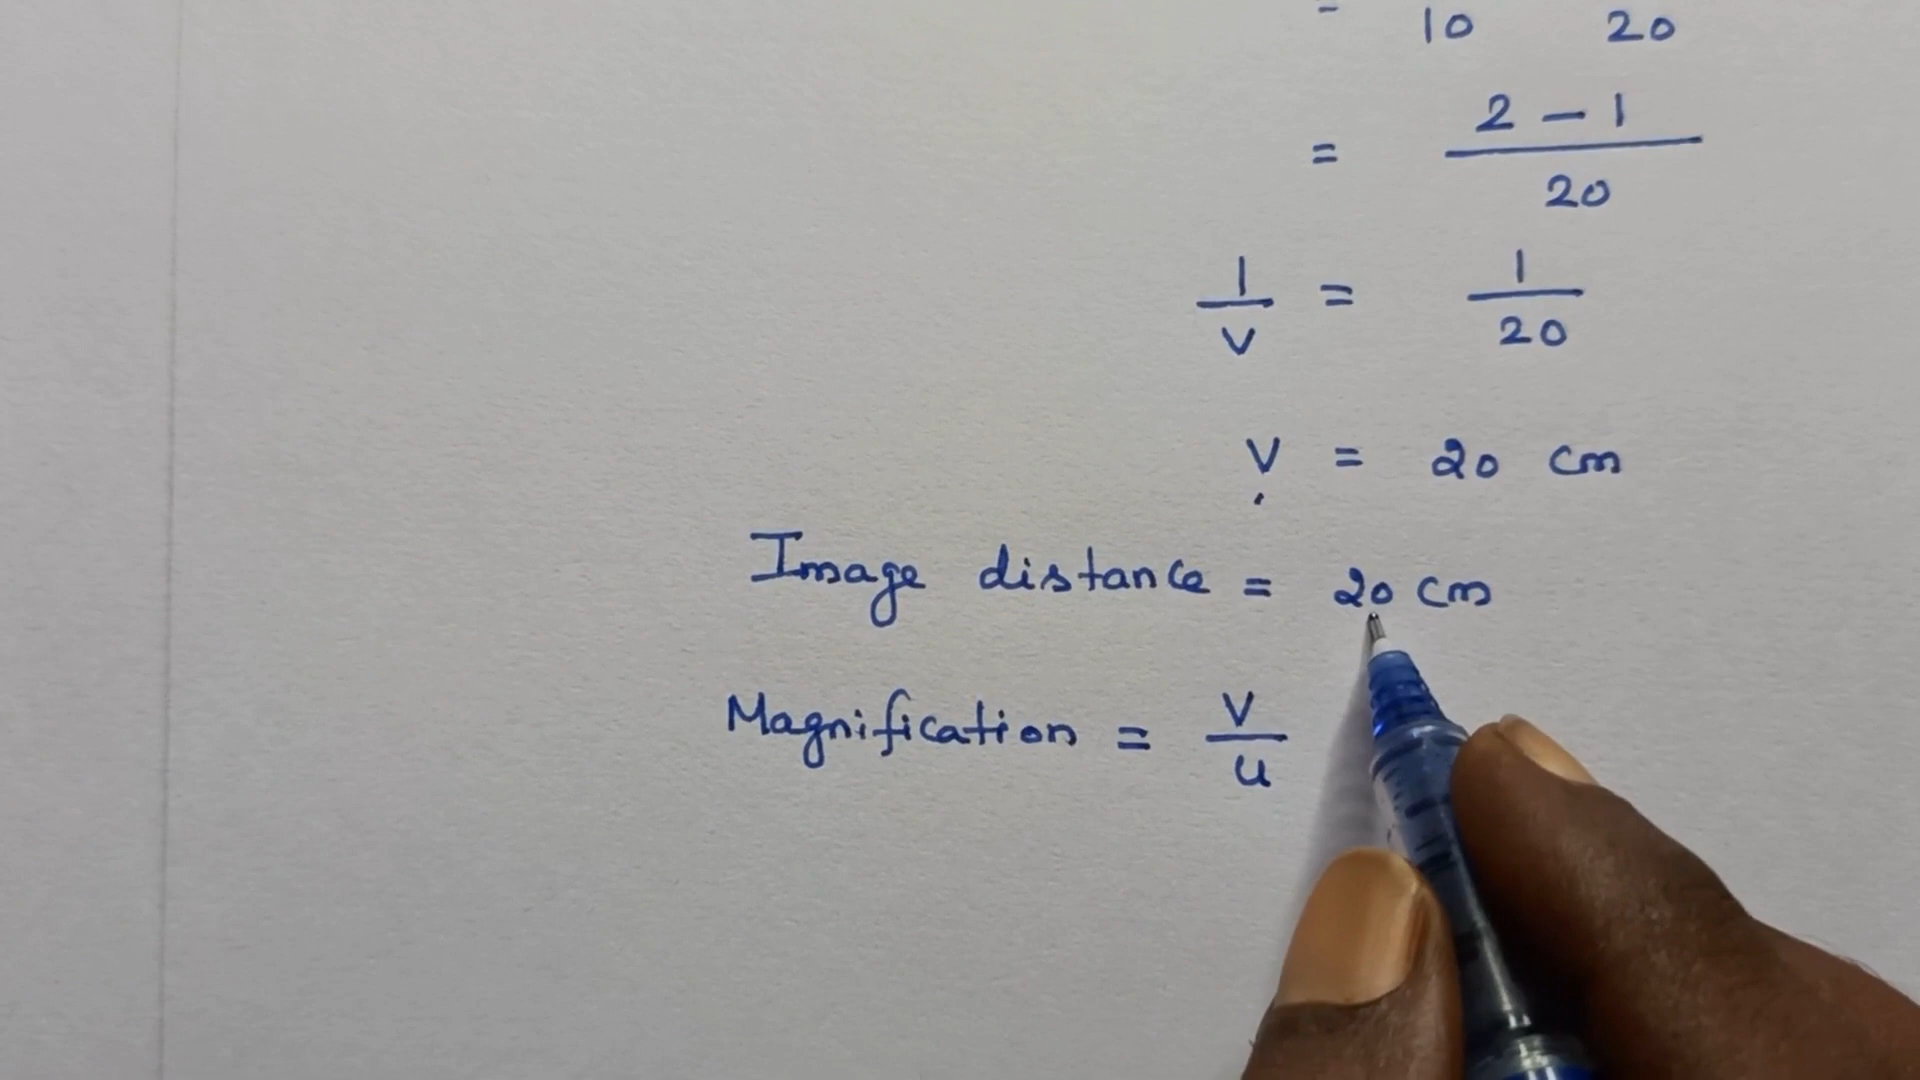 = 10 20
= 2 - 1 / 20
1/v = 1/20
v = 20 cm
Image distance = 20 cm
Magnification = v/u